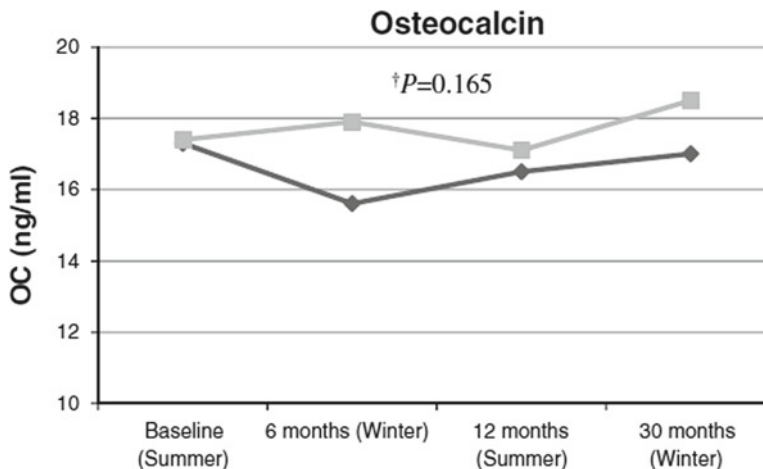 Osteocalcin
†P=0.165
OC (ng/ml)
20
18
16
14
12
10
Baseline (Summer)
6 months (Winter)
12 months (Summer)
30 months (Winter)